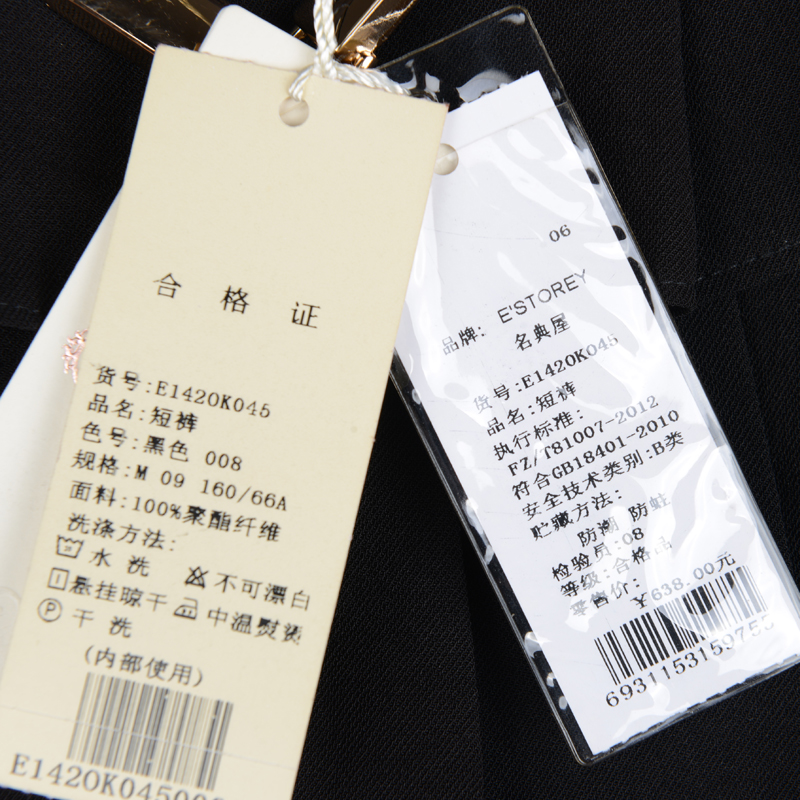 合格证
货号:E142OK045
品名:短裤
色号:黑色 008
规格:M 09 160/66A
面料:100%聚酯纤维
洗涤方法:
水 洗 不可漂白
悬挂晾干 中温熨烫
P 干 洗
(内部使用)
06
品牌: E'STOREY
名典屋
货号:E142OK045
品名:短裤
执行标准:
FZ/T81007-2012
符合GB18401-2010
安全技术类别:B类
贮藏方法:
防潮 防蛀
检验员:08
等级:合格品
零售价:
¥638.00元
6931153159755